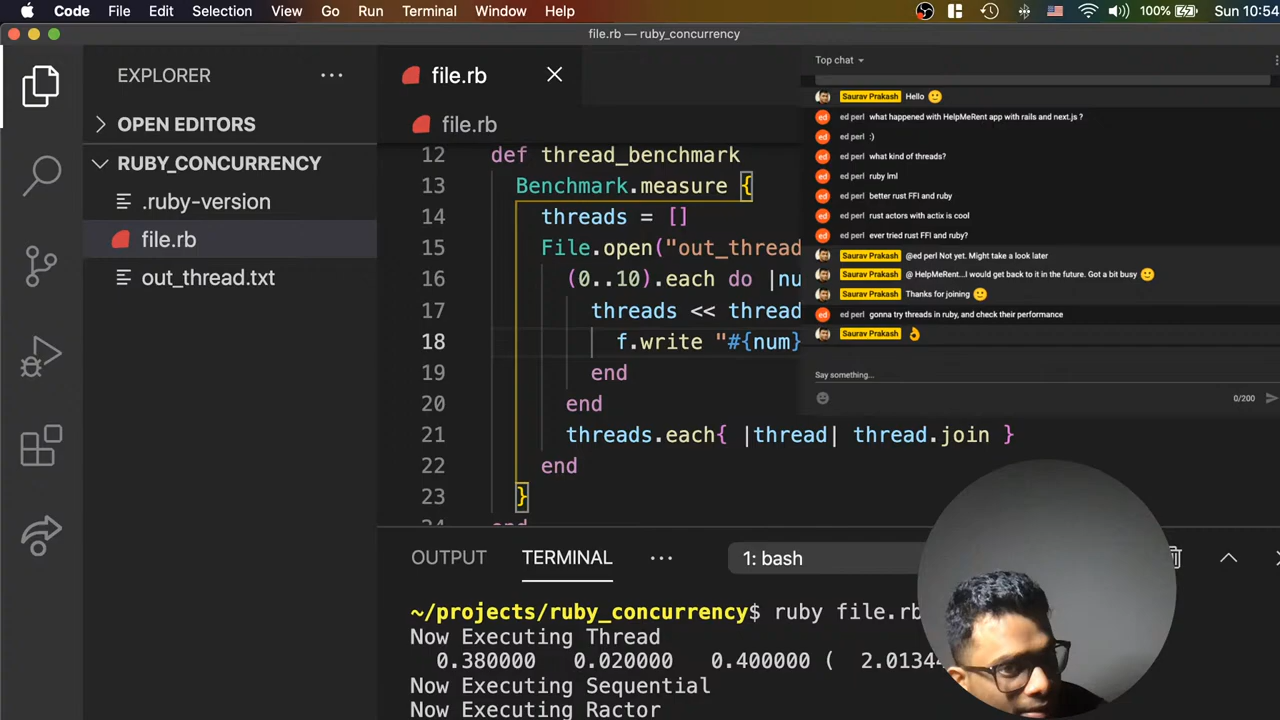 Code File Edit Selection View Go Run Terminal Window Help 100% Sun 10:54
file.rb — ruby_concurrency
EXPLORER
OPEN EDITORS
RUBY_CONCURRENCY
.ruby-version
file.rb
out_thread.txt
file.rb
file.rb
12 def thread_benchmark
13 Benchmark.measure {
14 threads = []
15 File.open("out_thread
16 (0..10).each do |nu
17 threads << thread
18 f.write "#{num}
19 end
20 end
21 threads.each{ |thread| thread.join }
22 end
23 }
24 end
Top chat
Saurav Prakash Hello 🙂
ed perl what happened with HelpMeRent app with rails and next.js ?
ed perl :)
ed perl what kind of threads?
ed perl ruby lml
ed perl better rust FFI and ruby
ed perl rust actors with actix is cool
ed perl ever tried rust FFI and ruby?
Saurav Prakash @ed perl Not yet. Might take a look later
Saurav Prakash @ HelpMeRent...I would get back to it in the future. Got a bit busy 🙂
Saurav Prakash Thanks for joining 🙂
ed perl gonna try threads in ruby, and check their performance
Saurav Prakash 👌
Say something...
0/200
OUTPUT TERMINAL ··· 1: bash
~/projects/ruby_concurrency$ ruby file.rb
Now Executing Thread
0.380000 0.020000 0.400000 ( 2.01344
Now Executing Sequential
Now Executing Ractor